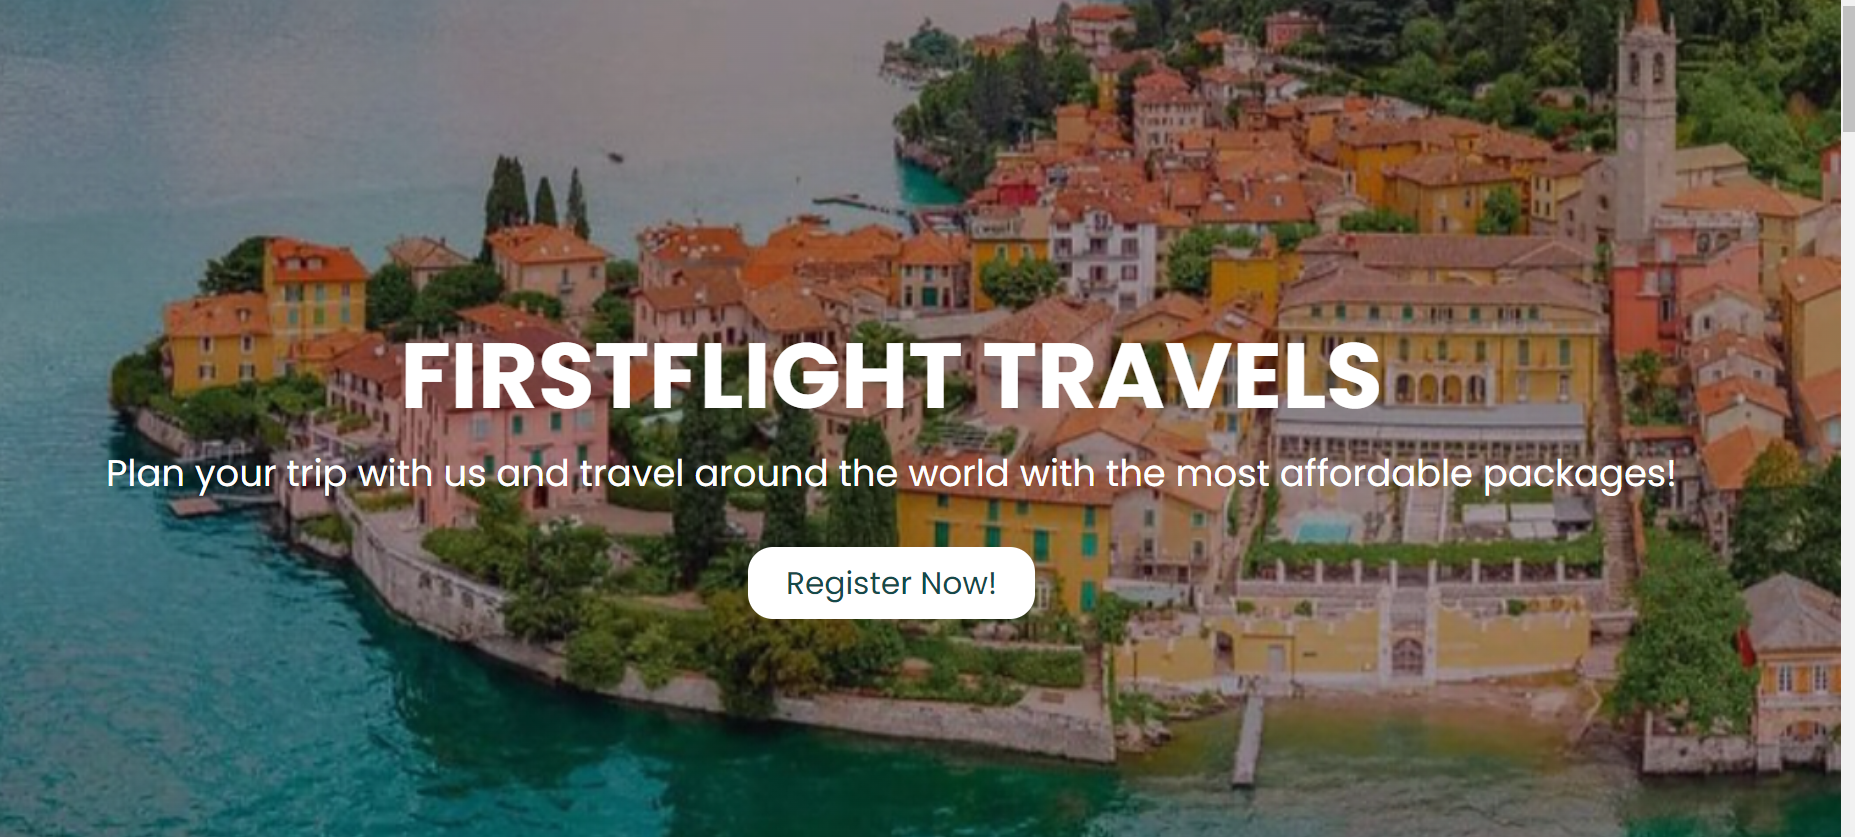 FIRSTFLIGHT TRAVELS
Plan your trip with us and travel around the world with the most affordable packages!
Register Now!